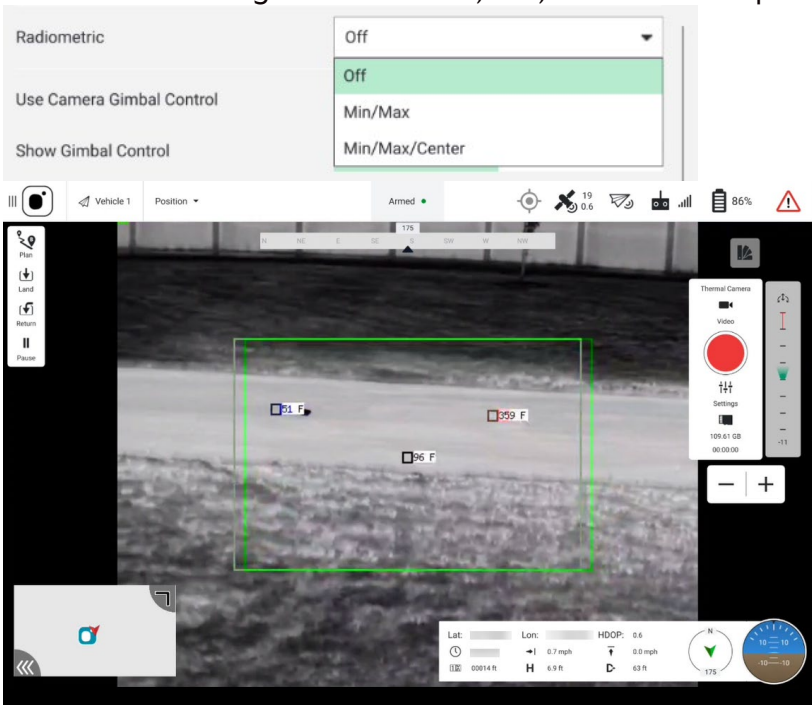 Radiometric Off
Off
Use Camera Gimbal Control
Min/Max
Show Gimbal Control
Min/Max/Center
Vehicle 1 Position Armed 19 0.6 86%
175
N NE E SE S SW W NW
Plan
Land
Return
Pause
Thermal Camera
Video
Settings
109.61 GB
00:00:00
-11
51 F
359 F
96 F
Lat: Lon: HDOP: 0.6
0.7 mph 0.0 mph
00014 ft H 6.9 ft D 63 ft
N
175
10 10
-10 -10